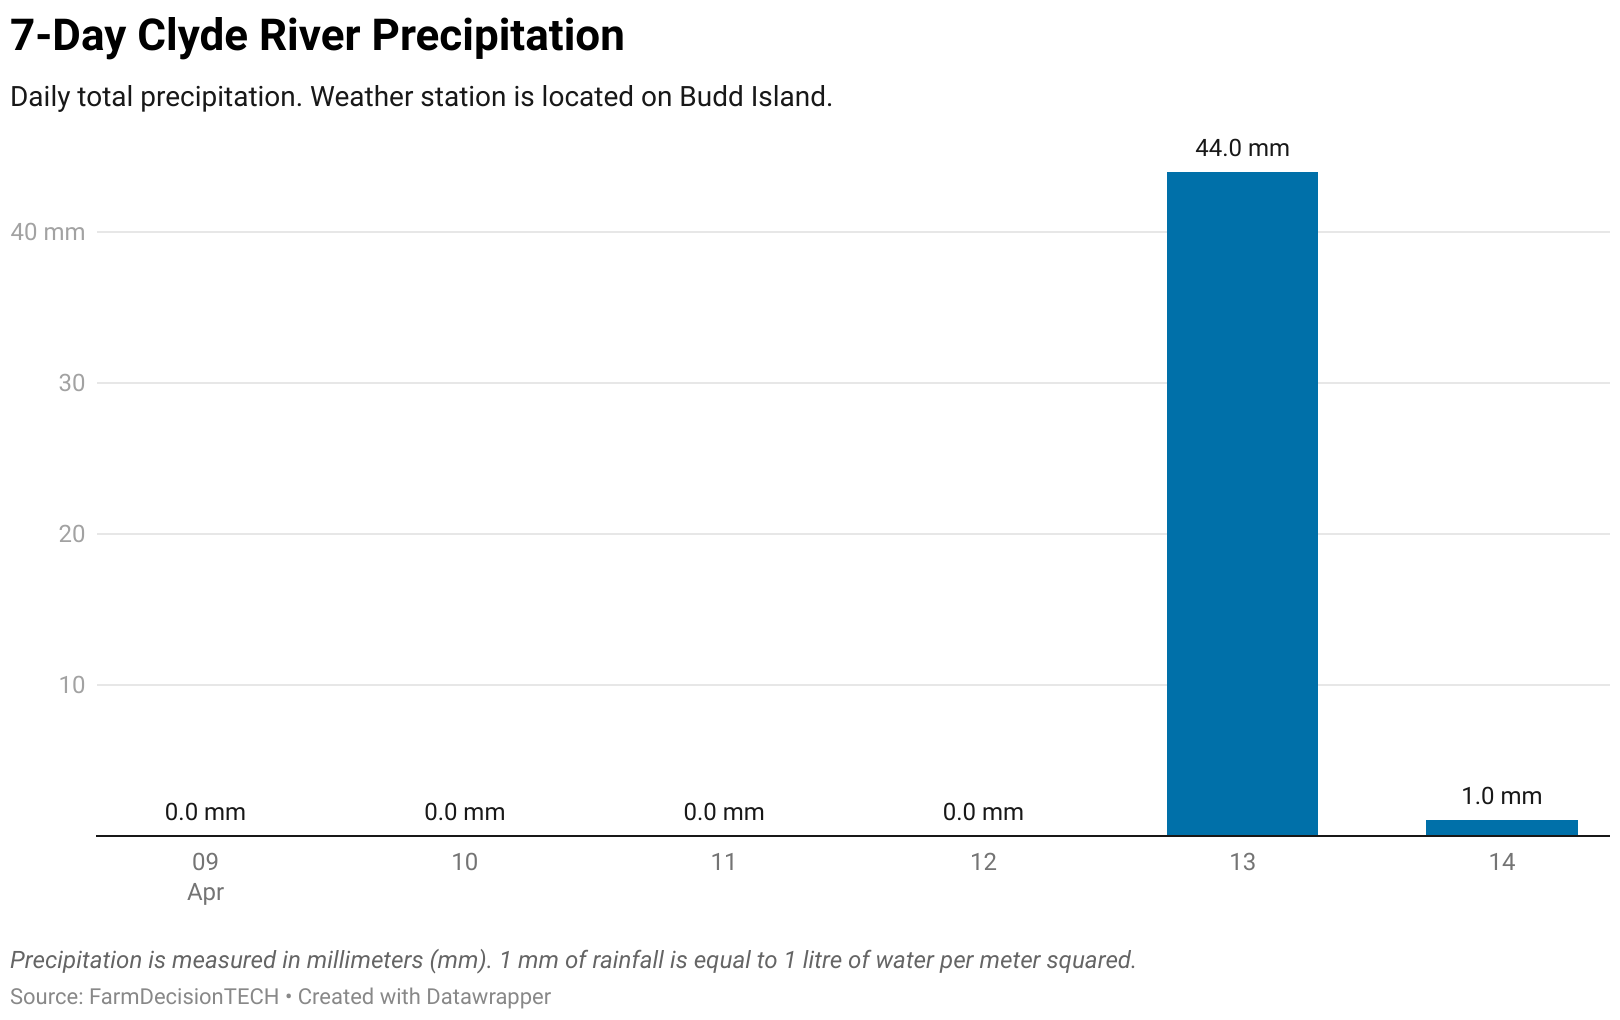 7-Day Clyde River Precipitation
Daily total precipitation. Weather station is located on Budd Island.
44.0 mm
40 mm
30
20
10
0.0 mm 0.0 mm 0.0 mm 0.0 mm 1.0 mm
09 10 11 12 13 14
Apr
Precipitation is measured in millimeters (mm). 1 mm of rainfall is equal to 1 litre of water per meter squared.
Source: FarmDecisionTECH • Created with Datawrapper